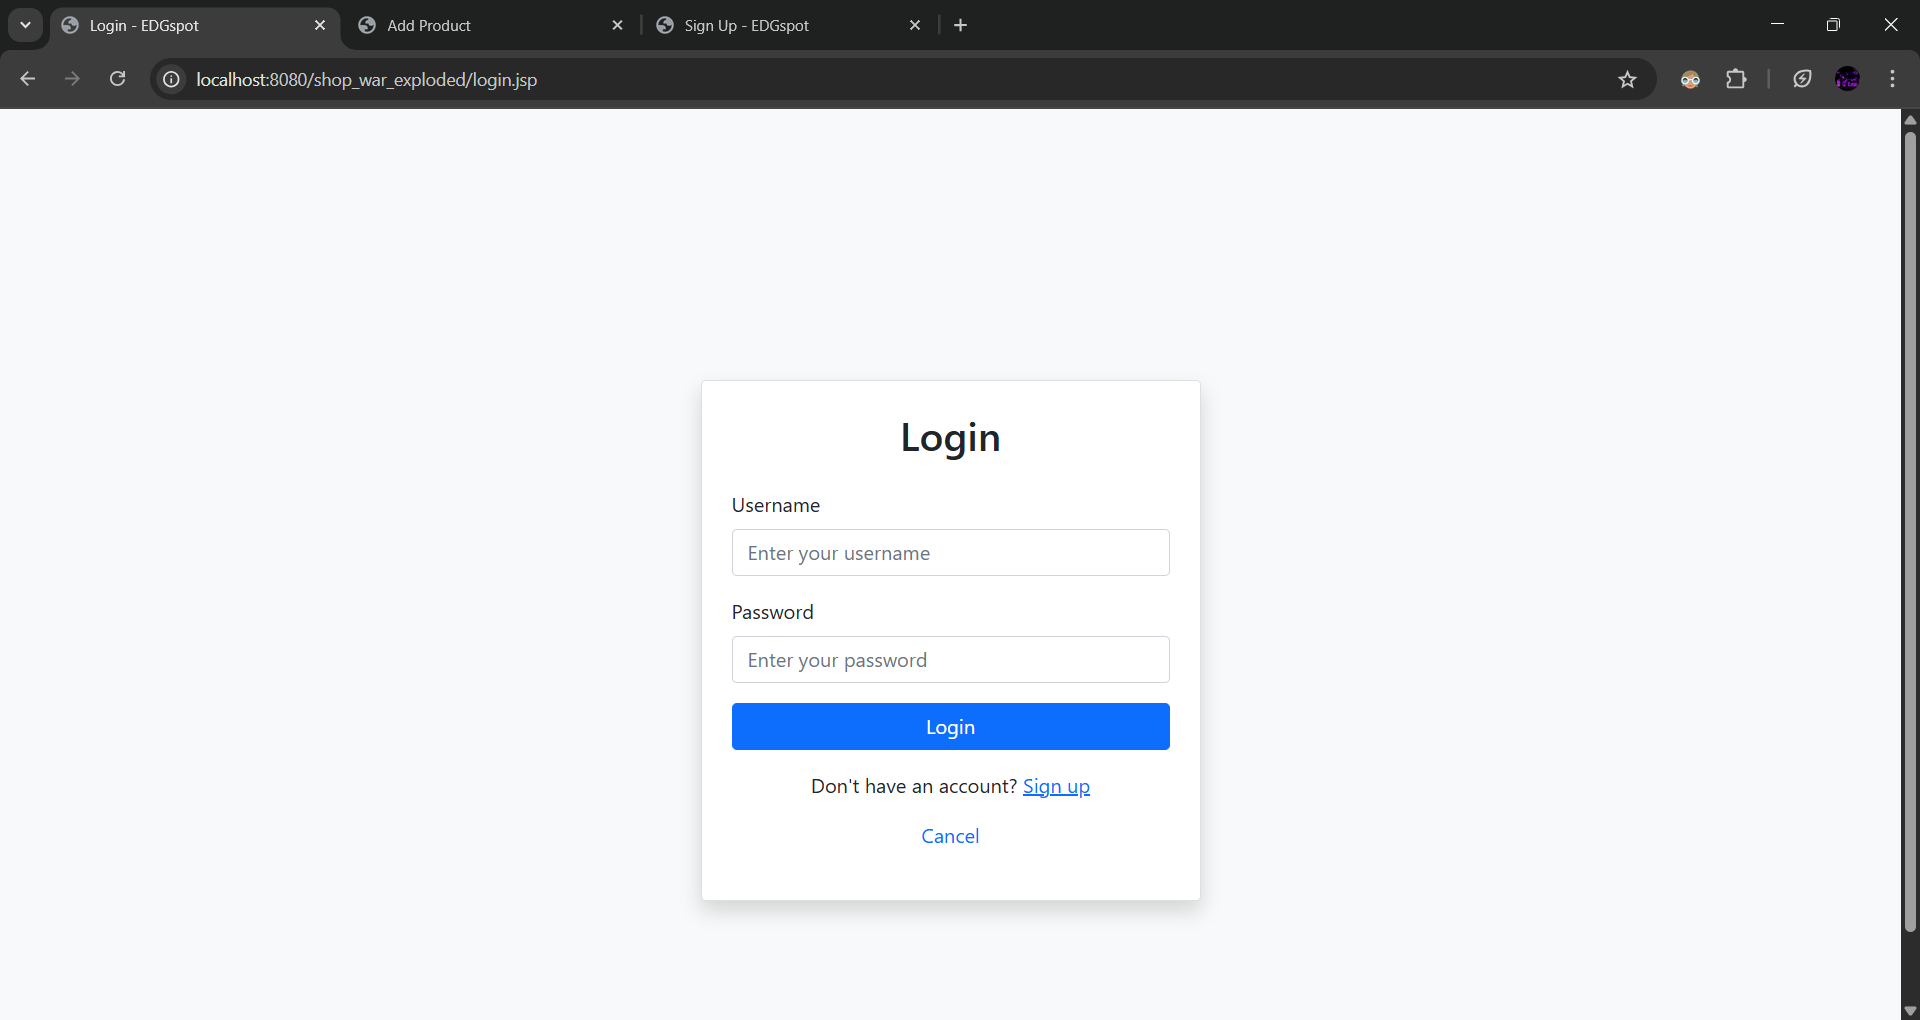 Login - EDGspot
Add Product
Sign Up - EDGspot
localhost:8080/shop_war_exploded/login.jsp
Login
Username
Enter your username
Password
Enter your password
Login
Don't have an account? Sign up
Cancel